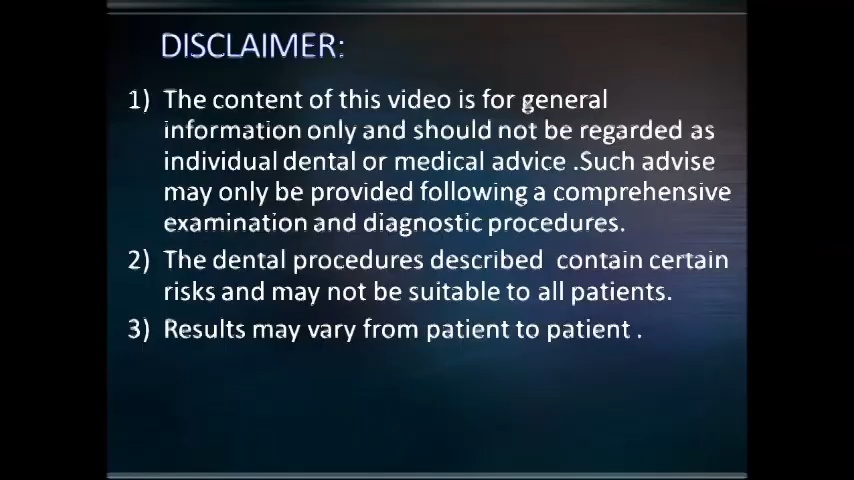 DISCLAIMER:
1) The content of this video is for general
information only and should not be regarded as
individual dental or medical advice .Such advise
may only be provided following a comprehensive
examination and diagnostic procedures.
2) The dental procedures described contain certain
risks and may not be suitable to all patients.
3) Results may vary from patient to patient .